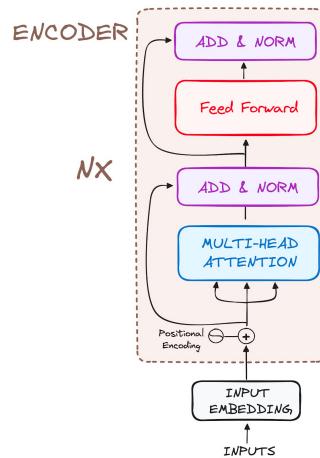 ENCODER
ADD & NORM
Feed Forward
NX
ADD & NORM
MULTI-HEAD
ATTENTION
Positional
Encoding
+
INPUT
EMBEDDING
INPUTS